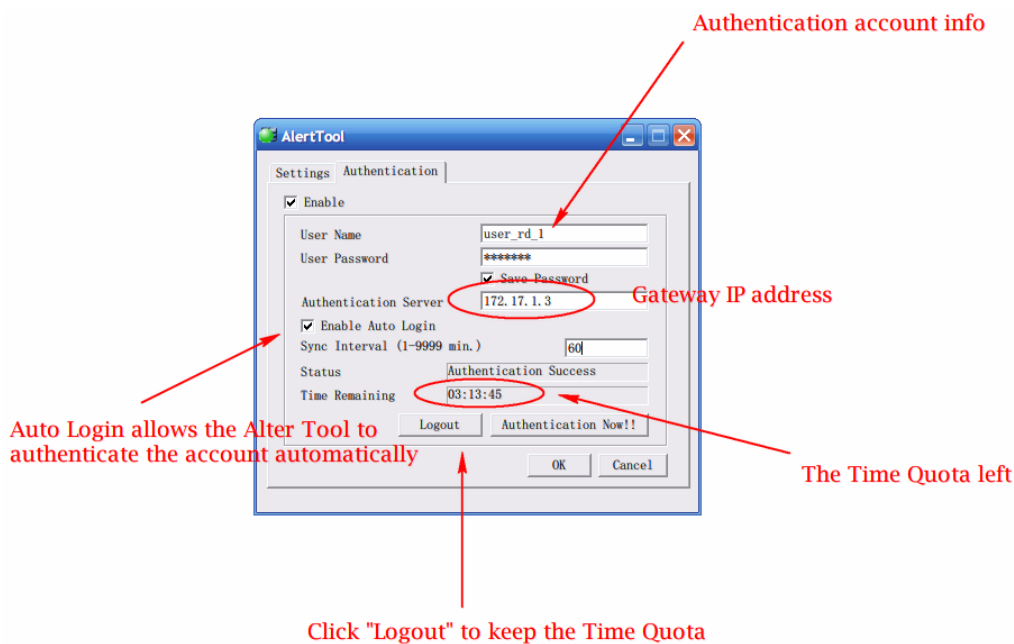 Authentication account info
AlertTool
Settings Authentication
Enable
User Name user_rd_1
User Password *******
Save Password
Authentication Server 172.17.1.3 Gateway IP address
Enable Auto Login
Sync Interval (1-9999 min.) 60
Status Authentication Success
Time Remaining 03:13:45
Logout Authentication Now!!
Auto Login allows the Alter Tool to
authenticate the account automatically
OK Cancel
The Time Quota left
Click "Logout" to keep the Time Quota